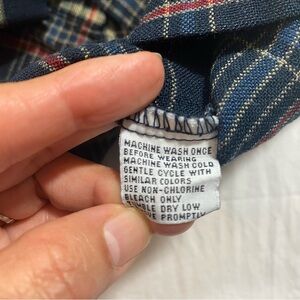 MACHINE WASH ONCE
BEFORE WEARING
MACHINE WASH COLD
GENTLE CYCLE WITH
SIMILAR COLORS
USE NON-CHLORINE
BLEACH ONLY
DRY LOW
PROMPTLY